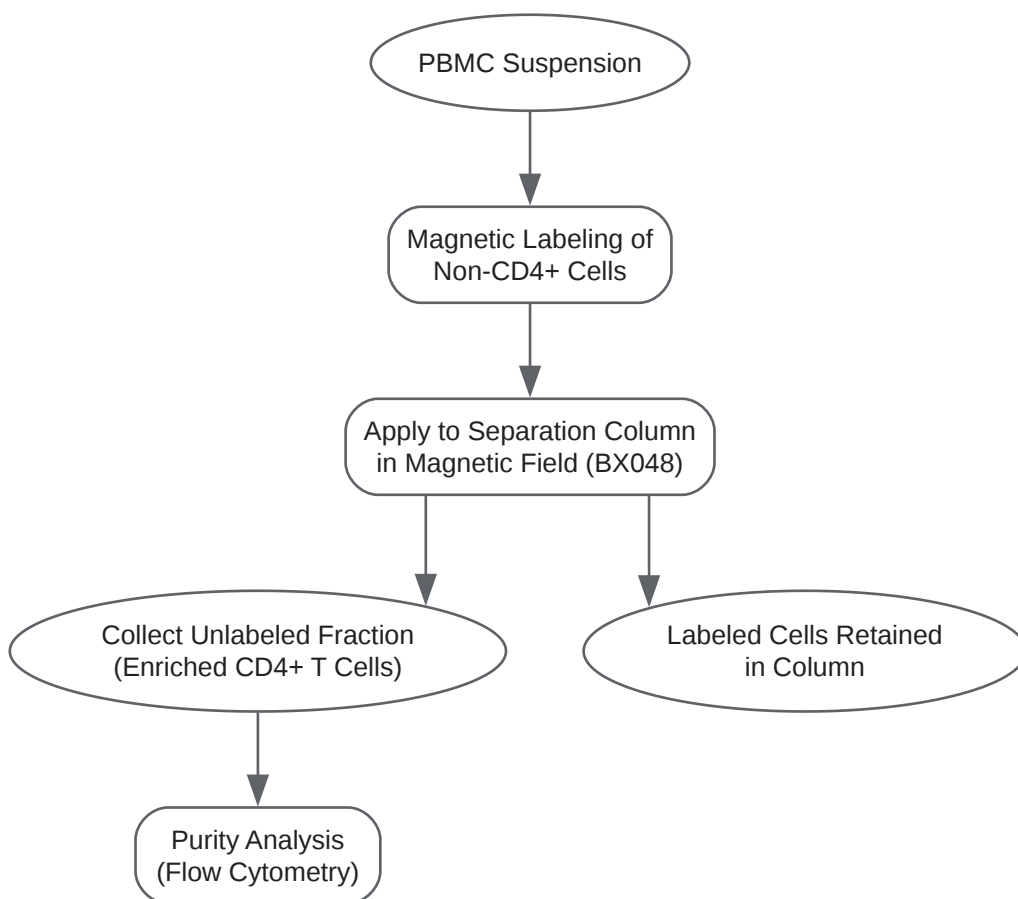 PBMC Suspension
Magnetic Labeling of
Non-CD4+ Cells
Apply to Separation Column
in Magnetic Field (BX048)
Collect Unlabeled Fraction
(Enriched CD4+ T Cells)
Labeled Cells Retained
in Column
Purity Analysis
(Flow Cytometry)